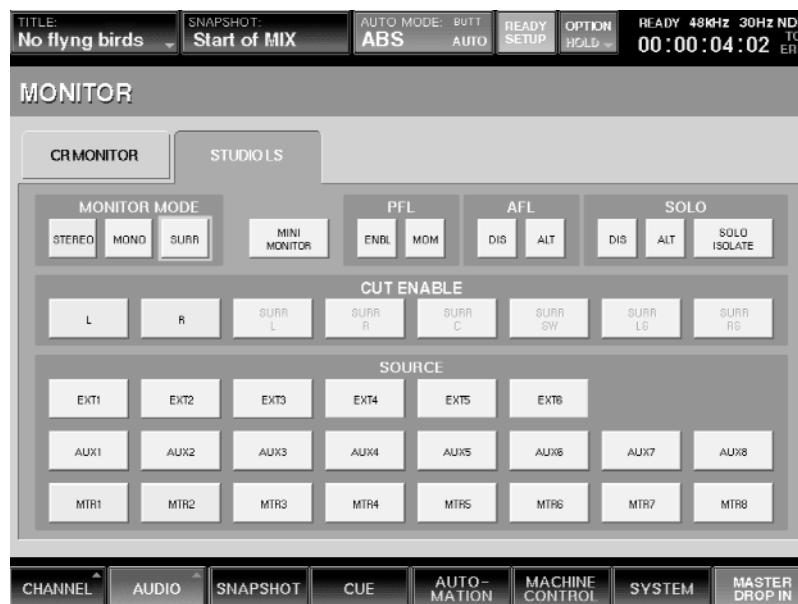 TITLE: SNAPSHOT: AUTO MODE: BUTT READY OPTION READY 48kHz 30Hz ND
No flyng birds Start of MIX ABS AUTO SETUP HOLD 00:00:04:02
MONITOR
CR MONITOR STUDIO LS
MONITOR MODE PFL AFL SOLO
STEREO MONO SURR MINI MONITOR ENBL MOM DIS ALT DIS ALT SOLO ISOLATE
CUT ENABLE
L R SURR L SURR R SURR C SURR SW SURR LS SURR RS
SOURCE
EXT1 EXT2 EXT3 EXT4 EXT5 EXT6
AUX1 AUX2 AUX3 AUX4 AUX5 AUX6 AUX7 AUX8
MTR1 MTR2 MTR3 MTR4 MTR5 MTR6 MTR7 MTR8
CHANNEL AUDIO SNAPSHOT CUE AUTO- MACHINE SYSTEM MASTER
MATION CONTROL DROP IN